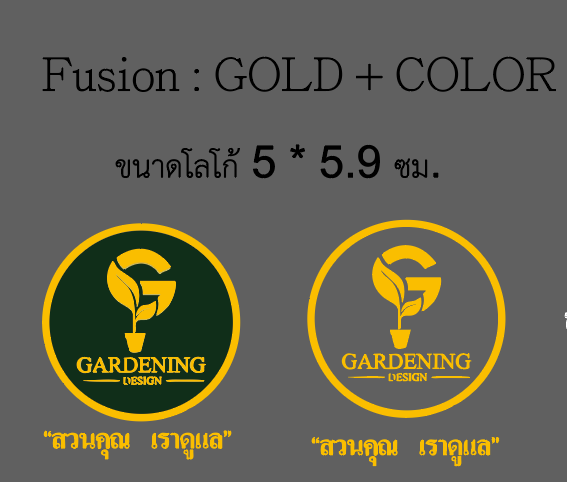 Fusion : GOLD + COLOR
ขนาดโลโก้ 5 * 5.9 ซม.
GARDENING
DESIGN
“สวนคุณ เราดูแล”
GARDENING
DESIGN
“สวนคุณ เราดูแล”